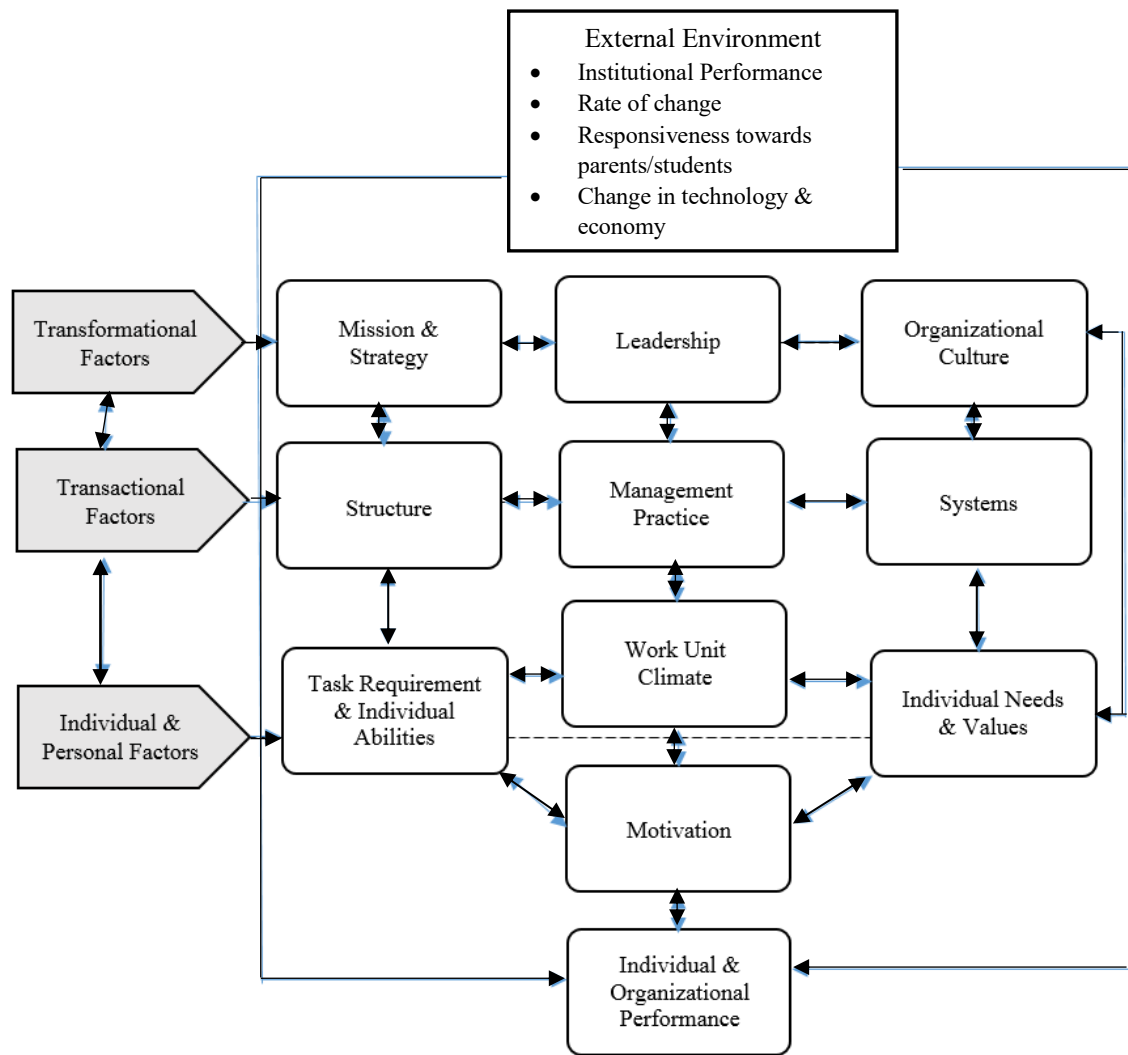 External Environment
• Institutional Performance
• Rate of change
• Responsiveness towards
parents/students
• Change in technology &
economy
Transformational
Factors
Mission &
Strategy
Leadership
Organizational
Culture
Transactional
Factors
Structure
Management
Practice
Systems
Individual &
Personal Factors
Task Requirement
& Individual
Abilities
Work Unit
Climate
Individual Needs
& Values
Motivation
Individual &
Organizational
Performance